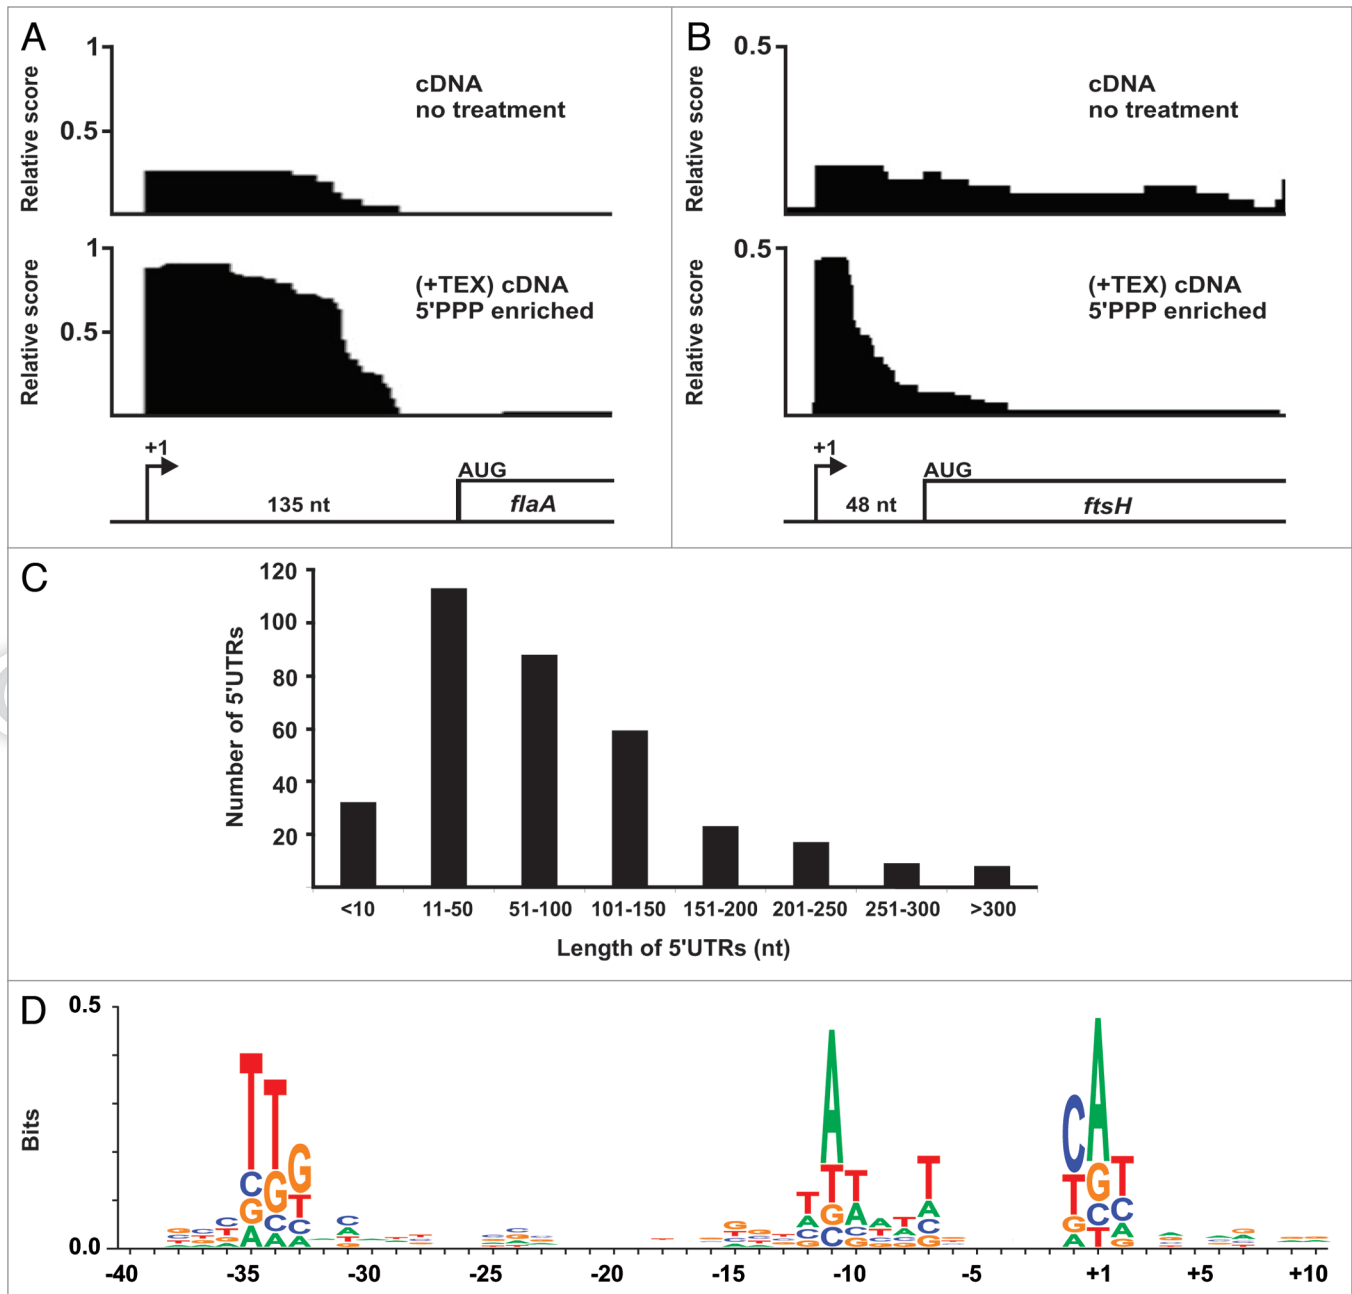 A
1
0.5
Relative score
cDNA
no treatment
1
0.5
Relative score
(+TEX) cDNA
5'PPP enriched
+1
135 nt
AUG
flaA
B
0.5
Relative score
cDNA
no treatment
0.5
Relative score
(+TEX) cDNA
5'PPP enriched
+1
48 nt
AUG
ftsH
C
120
100
80
60
40
20
Number of 5'UTRs
<10 11-50 51-100 101-150 151-200 201-250 251-300 >300
Length of 5'UTRs (nt)
D
0.5
0.0
Bits
-40 -35 -30 -25 -20 -15 -10 -5 +1 +5 +10